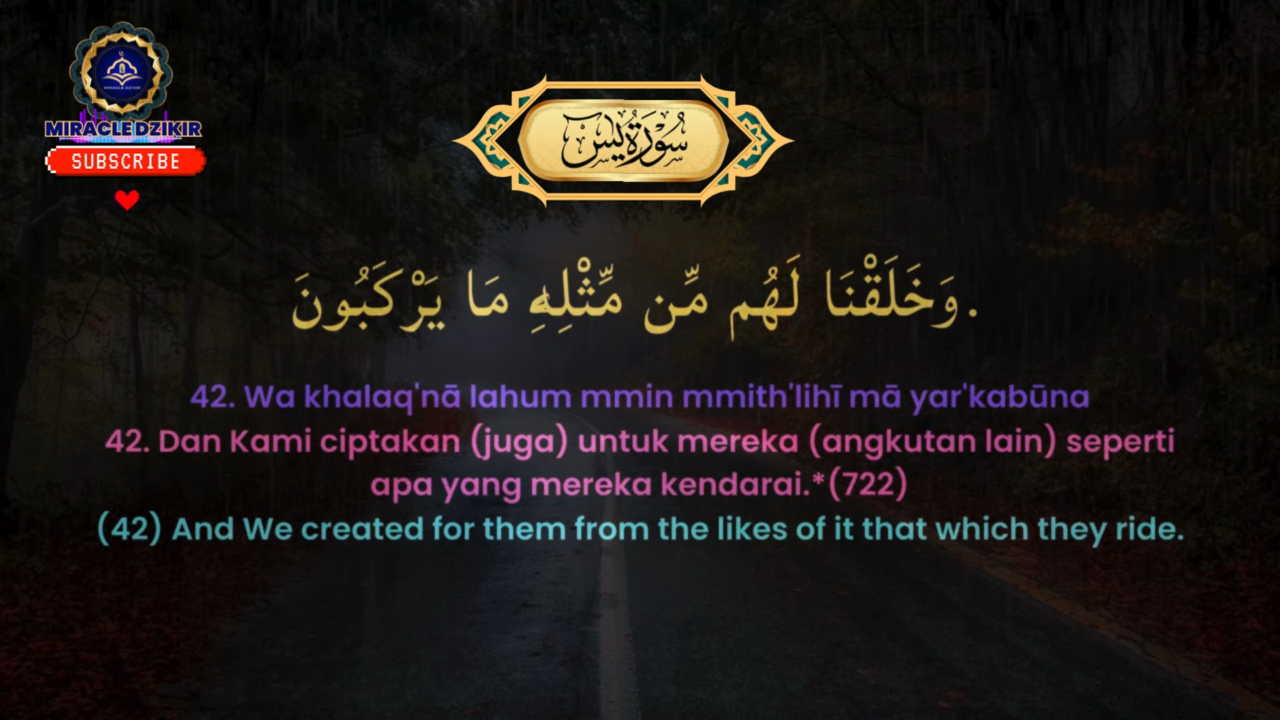 MIRACLE DZIKIR
MIRACLEDZIKIR
SUBSCRIBE
سُوْرَةُ يٰسٓ
وَخَلَقْنَا لَهُم مِّن مِّثْلِهِ مَا يَرْكَبُونَ.
42. Wa khalaq'nā lahum mmin mmith'lihī mā yar'kabūna
42. Dan Kami ciptakan (juga) untuk mereka (angkutan lain) seperti
apa yang mereka kendarai.*(722)
(42) And We created for them from the likes of it that which they ride.